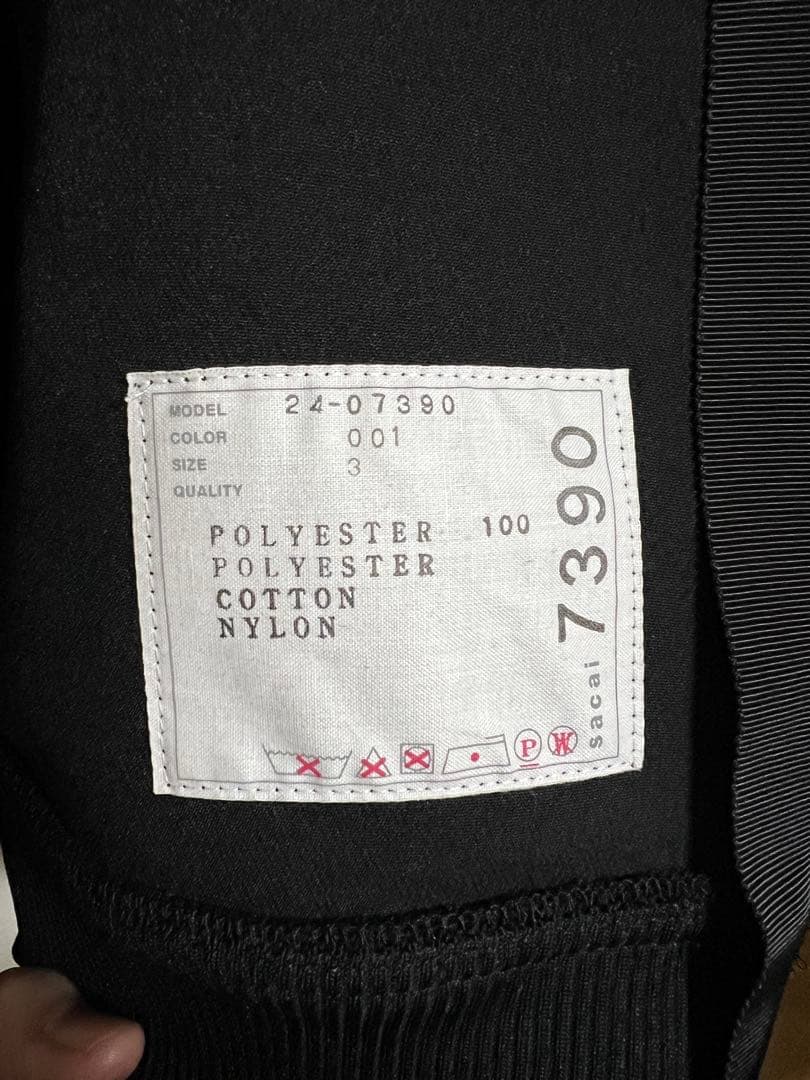 MODEL 24-07390
COLOR 001
SIZE 3
QUALITY
POLYESTER 100
POLYESTER
COTTON
NYLON
7390
sacai
P
W